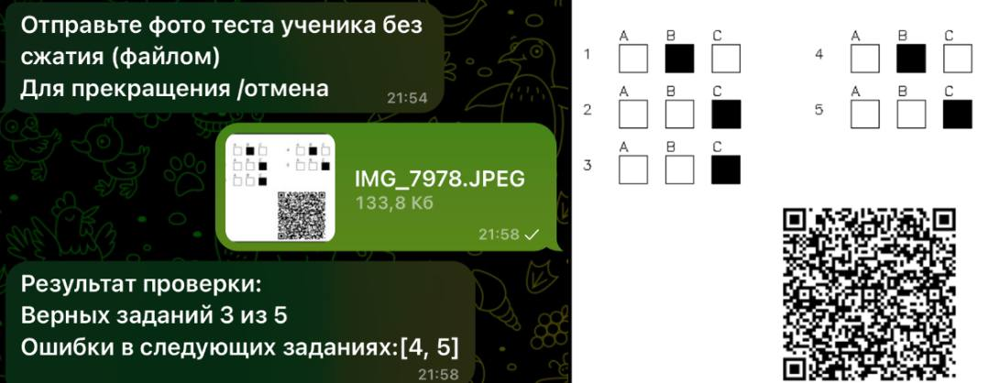 Отправьте фото теста ученика без
сжатия (файлом)
Для прекращения /отмена
21:54
IMG_7978.JPEG
133,8 Кб
21:58
Результат проверки:
Верных заданий 3 из 5
Ошибки в следующих заданиях:[4, 5]
21:58
A B C
1
A B C
2
A B C
3
A B C
4
A B C
5